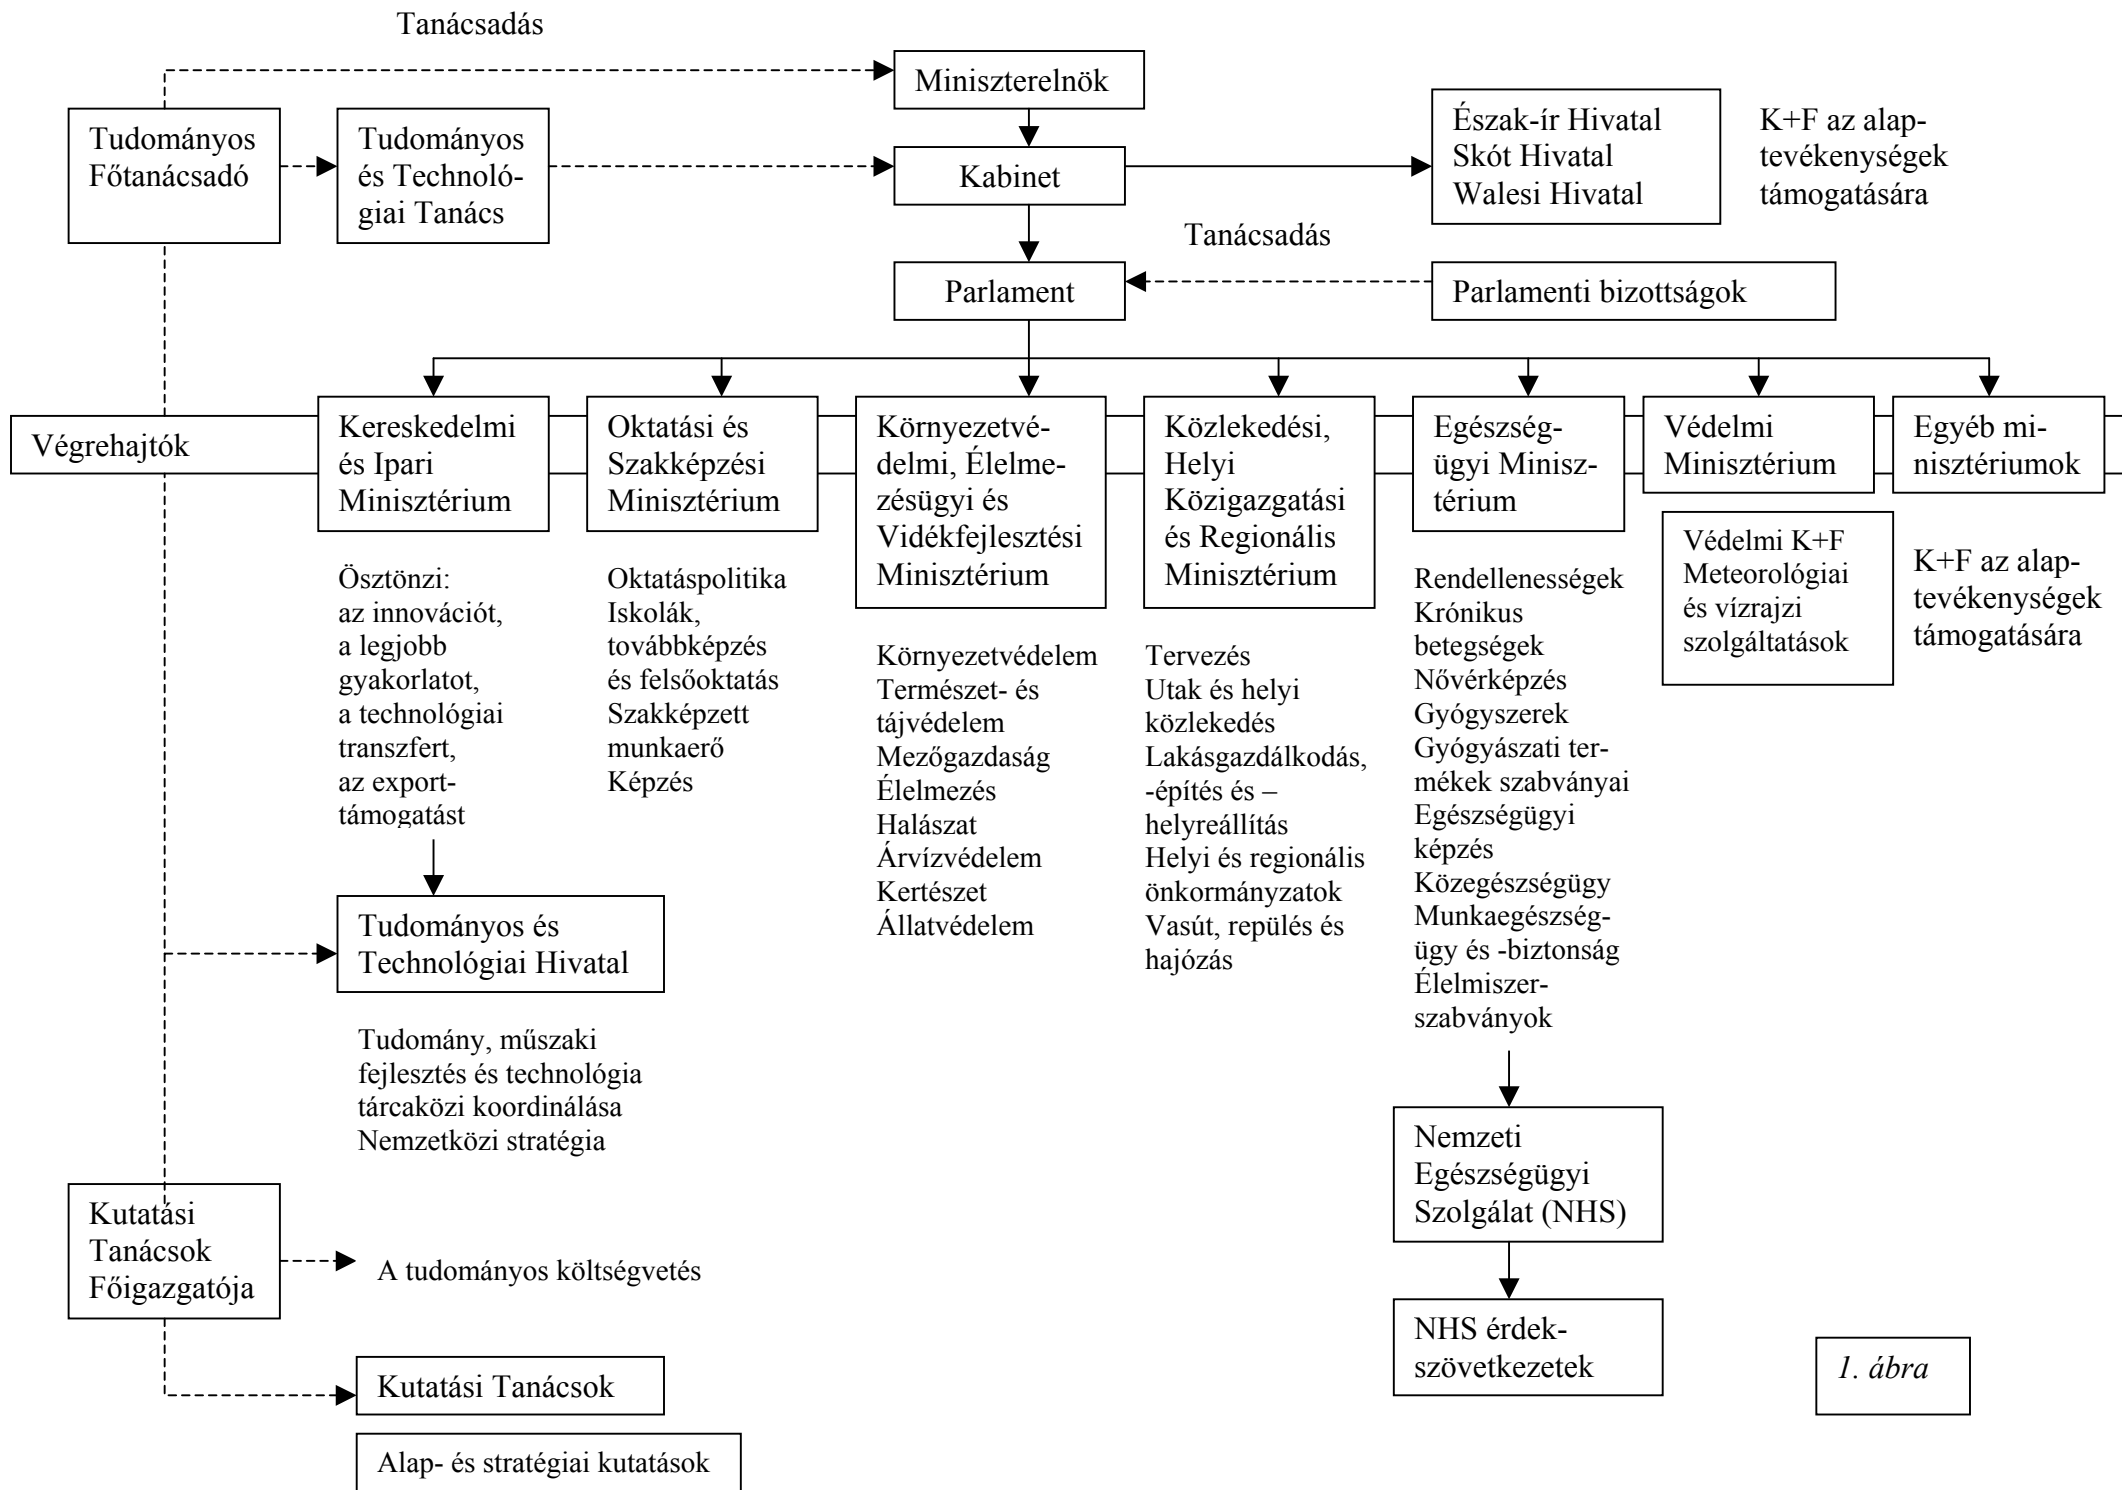 Tanácsadás
Miniszterelnök
Tudományos
Főtanácsadó
Tudományos
és Technoló-
giai Tanács
Kabinet
Észak-ír Hivatal
Skót Hivatal
Walesi Hivatal
K+F az alap-
tevékenységek
támogatására
Tanácsadás
Parlament
Parlamenti bizottságok
Végrehajtók
Kereskedelmi
és Ipari
Minisztérium
Oktatási és
Szakképzési
Minisztérium
Környezetvé-
delmi, Élelme-
zésügyi és
Vidékfejlesztési
Minisztérium
Közlekedési,
Helyi
Közigazgatási
és Regionális
Minisztérium
Egészség-
ügyi Minisz-
térium
Védelmi
Minisztérium
Egyéb mi-
nisztériumok
Ösztönzi:
az innovációt,
a legjobb
gyakorlatot,
a technológiai
transzfert,
az export-
támogatást
Oktatáspolitika
Iskolák,
továbbképzés
és felsőoktatás
Szakképzett
munkaerő
Képzés
Környezetvédelem
Természet- és
tájvédelem
Mezőgazdaság
Élelmezés
Halászat
Árvízvédelem
Kertészet
Állatvédelem
Tervezés
Utak és helyi
közlekedés
Lakásgazdálkodás,
-építés és –
helyreállítás
Helyi és regionális
önkormányzatok
Vasút, repülés és
hajózás
Rendellenességek
Krónikus
betegségek
Nővérképzés
Gyógyszerek
Gyógyászati ter-
mékek szabványai
Egészségügyi
képzés
Közegészségügy
Munkaegészség-
ügy és -biztonság
Élelmiszer-
szabványok
Védelmi K+F
Meteorológiai
és vízrajzi
szolgáltatások
K+F az alap-
tevékenységek
támogatására
Tudományos és
Technológiai Hivatal
Tudomány, műszaki
fejlesztés és technológia
tárcaközi koordinálása
Nemzetközi stratégia
Nemzeti
Egészségügyi
Szolgálat (NHS)
Kutatási
Tanácsok
Főigazgatója
A tudományos költségvetés
NHS érdek-
szövetkezetek
1. ábra
Kutatási Tanácsok
Alap- és stratégiai kutatások